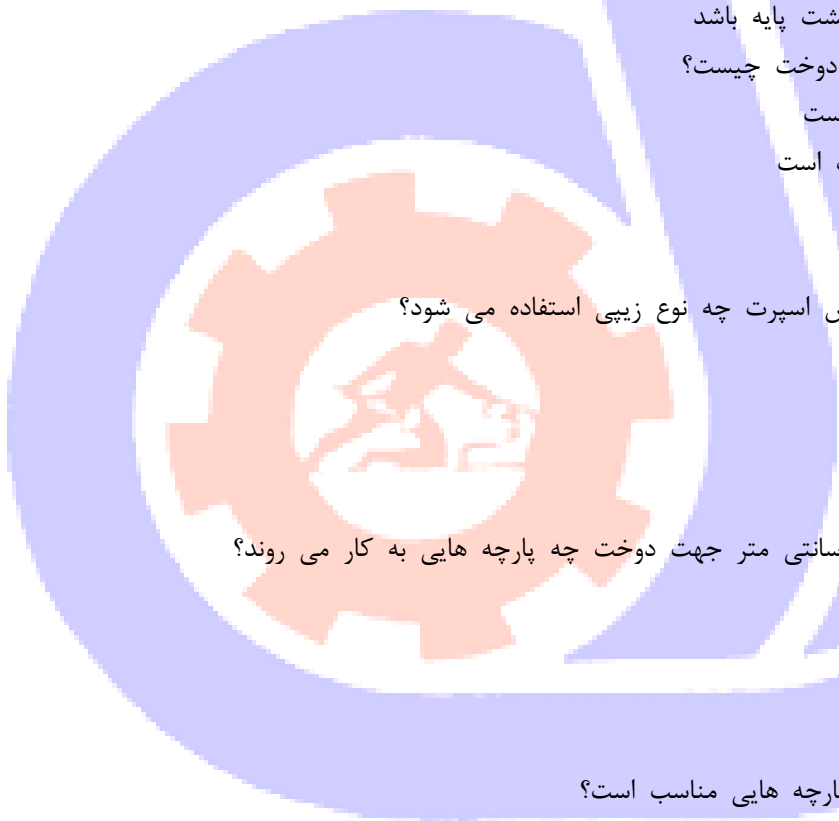 شت پایه باشد
دوخت چیست؟
ست
است
اسپرت چه نوع زیپی استفاده می شود؟
سانتی متر جهت دوخت چه پارچه هایی به کار می روند؟
ارچه هایی مناسب است؟